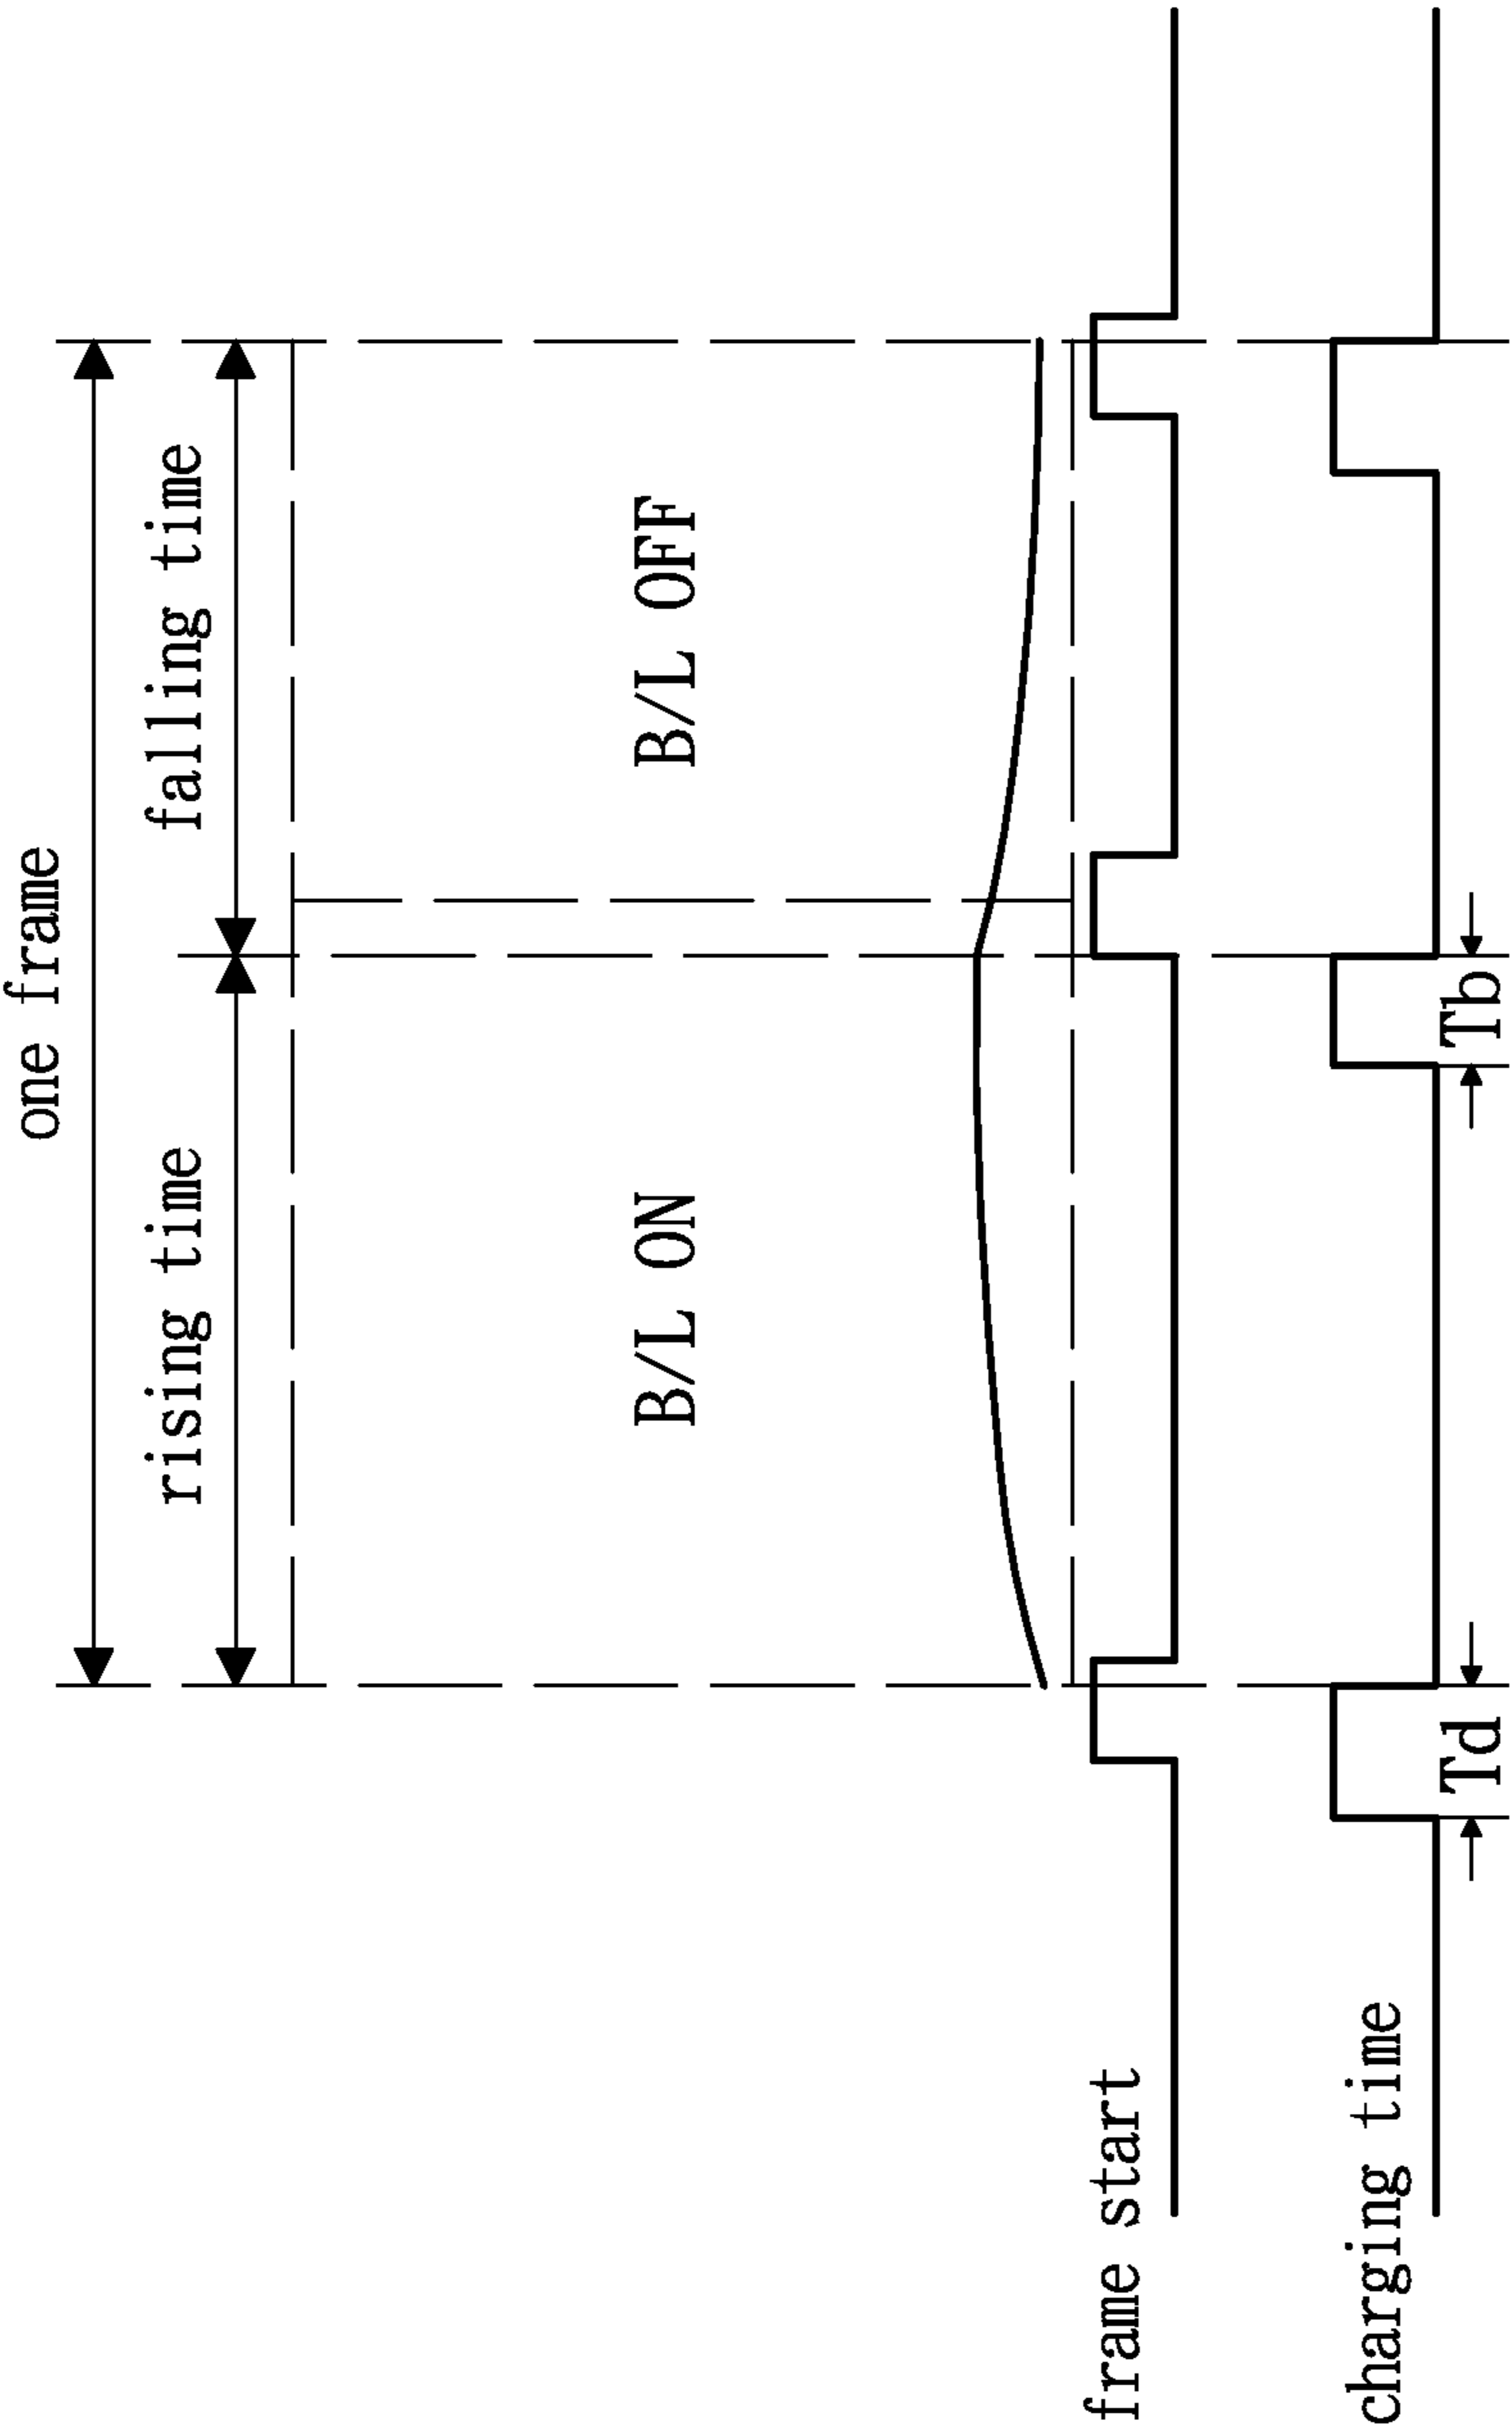 one frame
rising time
falling time
B/L ON
B/L OFF
frame start
charging time
Td
Tb